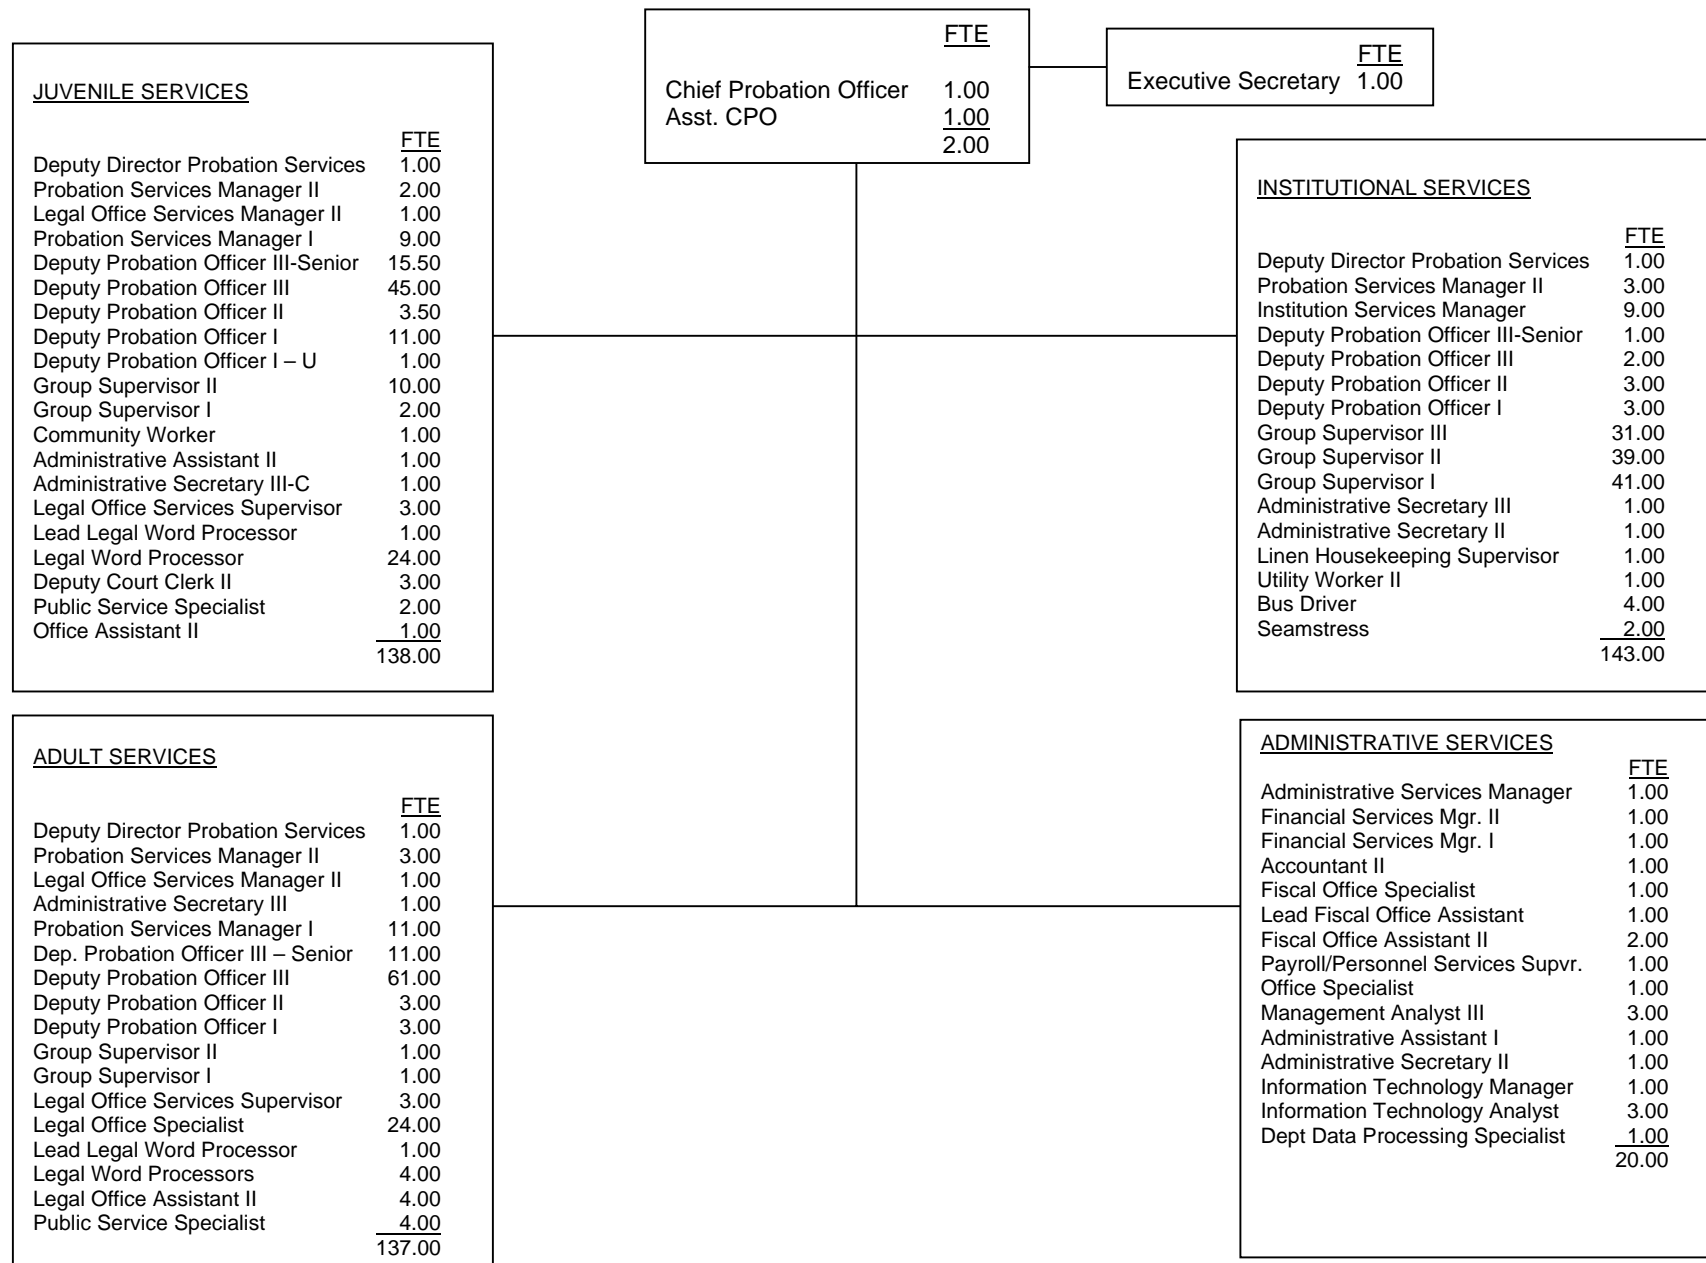 FTE
Chief Probation Officer 1.00
Asst. CPO 1.00
2.00
FTE
Executive Secretary 1.00
JUVENILE SERVICES
FTE
Deputy Director Probation Services 1.00
Probation Services Manager II 2.00
Legal Office Services Manager II 1.00
Probation Services Manager I 9.00
Deputy Probation Officer III-Senior 15.50
Deputy Probation Officer III 45.00
Deputy Probation Officer II 3.50
Deputy Probation Officer I 11.00
Deputy Probation Officer I – U 1.00
Group Supervisor II 10.00
Group Supervisor I 2.00
Community Worker 1.00
Administrative Assistant II 1.00
Administrative Secretary III-C 1.00
Legal Office Services Supervisor 3.00
Lead Legal Word Processor 1.00
Legal Word Processor 24.00
Deputy Court Clerk II 3.00
Public Service Specialist 2.00
Office Assistant II 1.00
138.00
INSTITUTIONAL SERVICES
FTE
Deputy Director Probation Services 1.00
Probation Services Manager II 3.00
Institution Services Manager 9.00
Deputy Probation Officer III-Senior 1.00
Deputy Probation Officer III 2.00
Deputy Probation Officer II 3.00
Deputy Probation Officer I 3.00
Group Supervisor III 31.00
Group Supervisor II 39.00
Group Supervisor I 41.00
Administrative Secretary III 1.00
Administrative Secretary II 1.00
Linen Housekeeping Supervisor 1.00
Utility Worker II 1.00
Bus Driver 4.00
Seamstress 2.00
143.00
ADULT SERVICES
FTE
Deputy Director Probation Services 1.00
Probation Services Manager II 3.00
Legal Office Services Manager II 1.00
Administrative Secretary III 1.00
Probation Services Manager I 11.00
Dep. Probation Officer III – Senior 11.00
Deputy Probation Officer III 61.00
Deputy Probation Officer II 3.00
Deputy Probation Officer I 3.00
Group Supervisor II 1.00
Group Supervisor I 1.00
Legal Office Services Supervisor 3.00
Legal Office Specialist 24.00
Lead Legal Word Processor 1.00
Legal Word Processors 4.00
Legal Office Assistant II 4.00
Public Service Specialist 4.00
137.00
ADMINISTRATIVE SERVICES
FTE
Administrative Services Manager 1.00
Financial Services Mgr. II 1.00
Financial Services Mgr. I 1.00
Accountant II 1.00
Fiscal Office Specialist 1.00
Lead Fiscal Office Assistant 1.00
Fiscal Office Assistant II 2.00
Payroll/Personnel Services Supvr. 1.00
Office Specialist 1.00
Management Analyst III 3.00
Administrative Assistant I 1.00
Administrative Secretary II 1.00
Information Technology Manager 1.00
Information Technology Analyst 3.00
Dept Data Processing Specialist 1.00
20.00